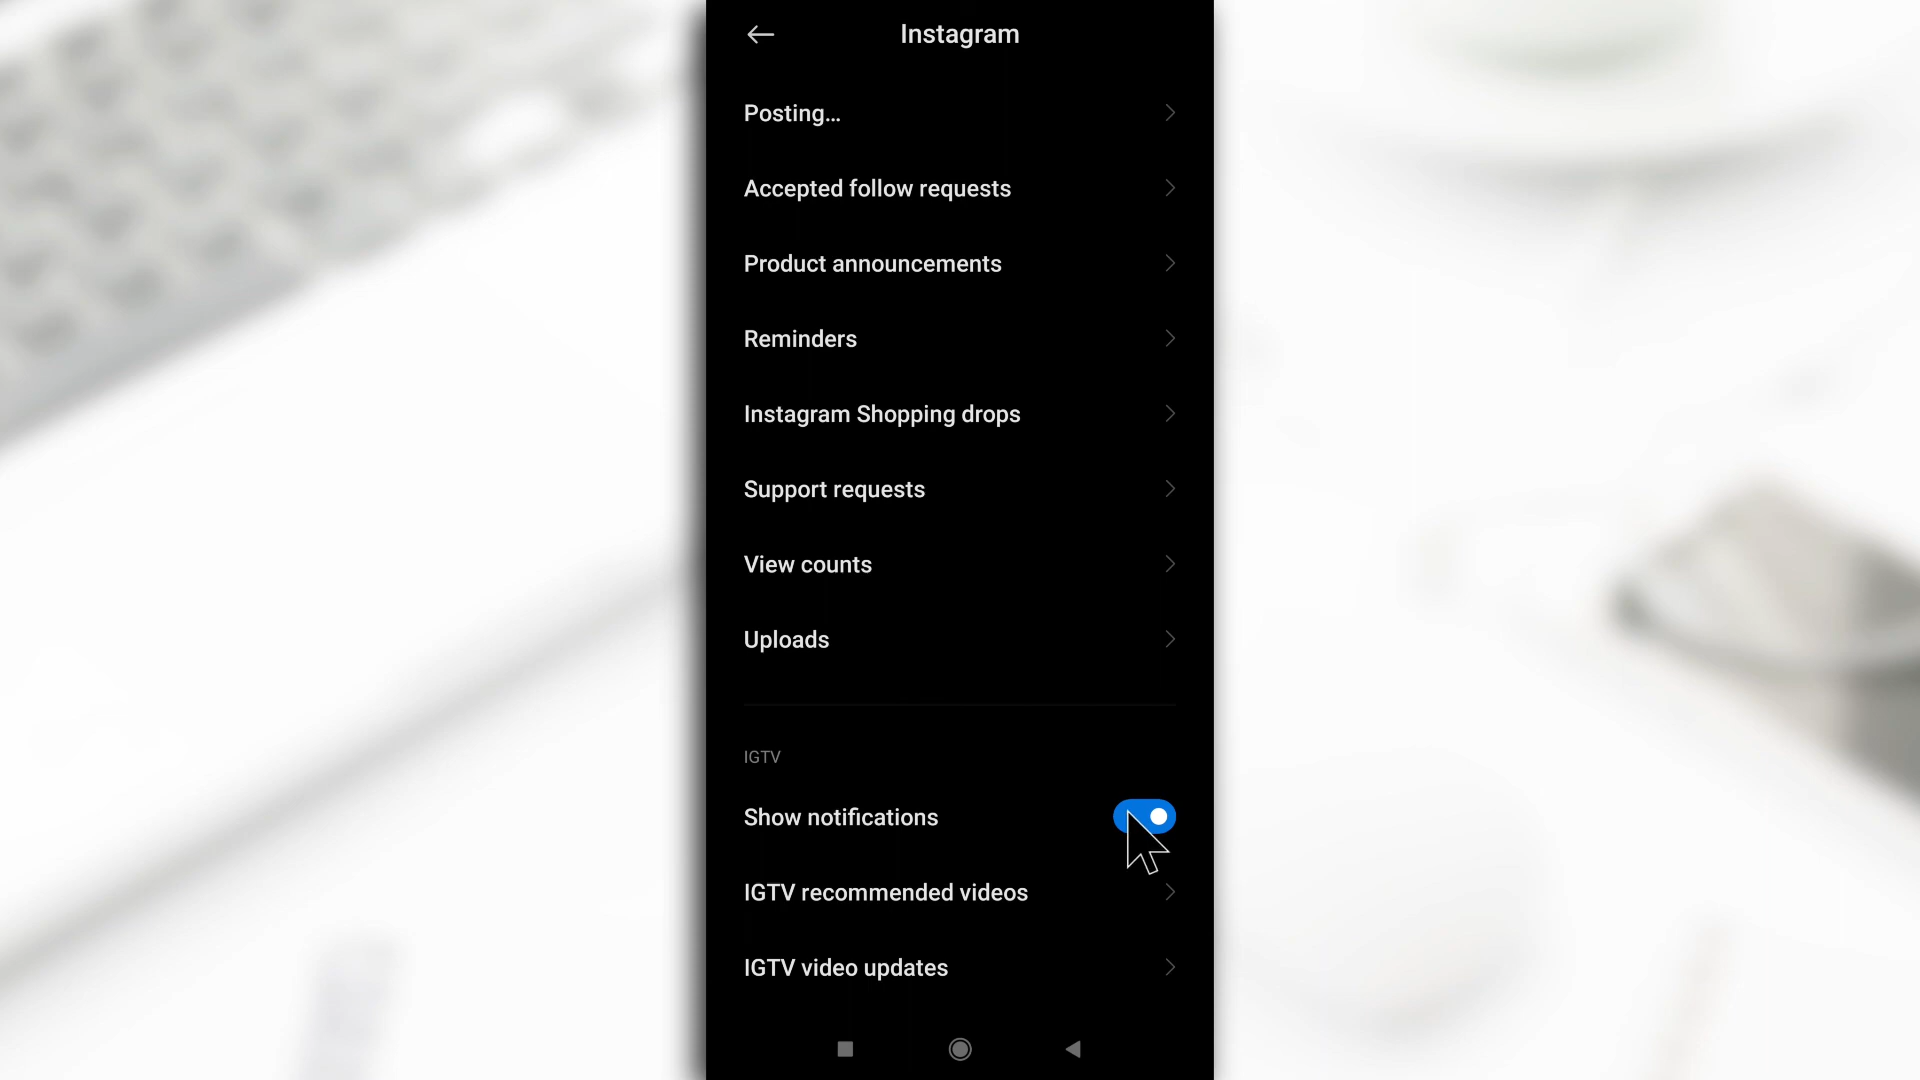 Instagram
Posting...
Accepted follow requests
Product announcements
Reminders
Instagram Shopping drops
Support requests
View counts
Uploads
IGTV
Show notifications
IGTV recommended videos
IGTV video updates